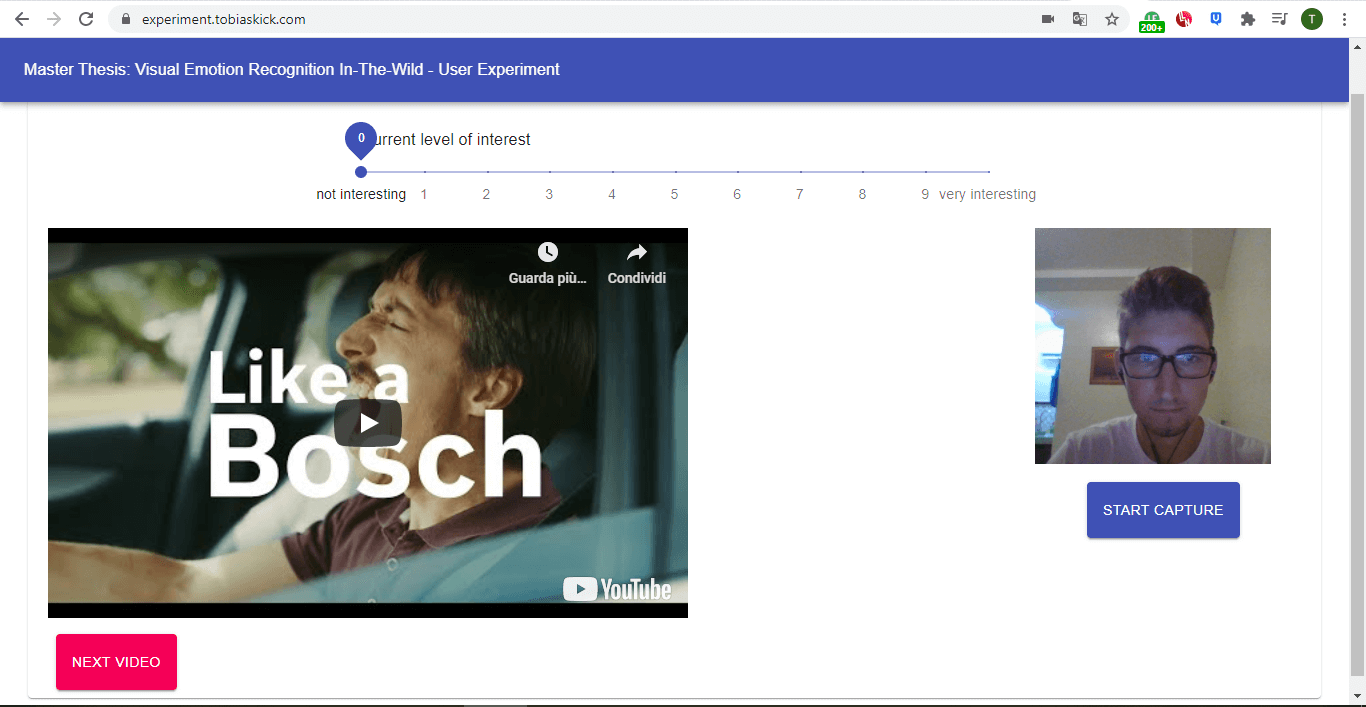 experiment.tobiaskick.com
200+
T
Master Thesis: Visual Emotion Recognition In-The-Wild - User Experiment
0
urrent level of interest
not interesting 1 2 3 4 5 6 7 8 9 very interesting
Guarda più... Condividi
Like a
Bosch
YouTube
START CAPTURE
NEXT VIDEO